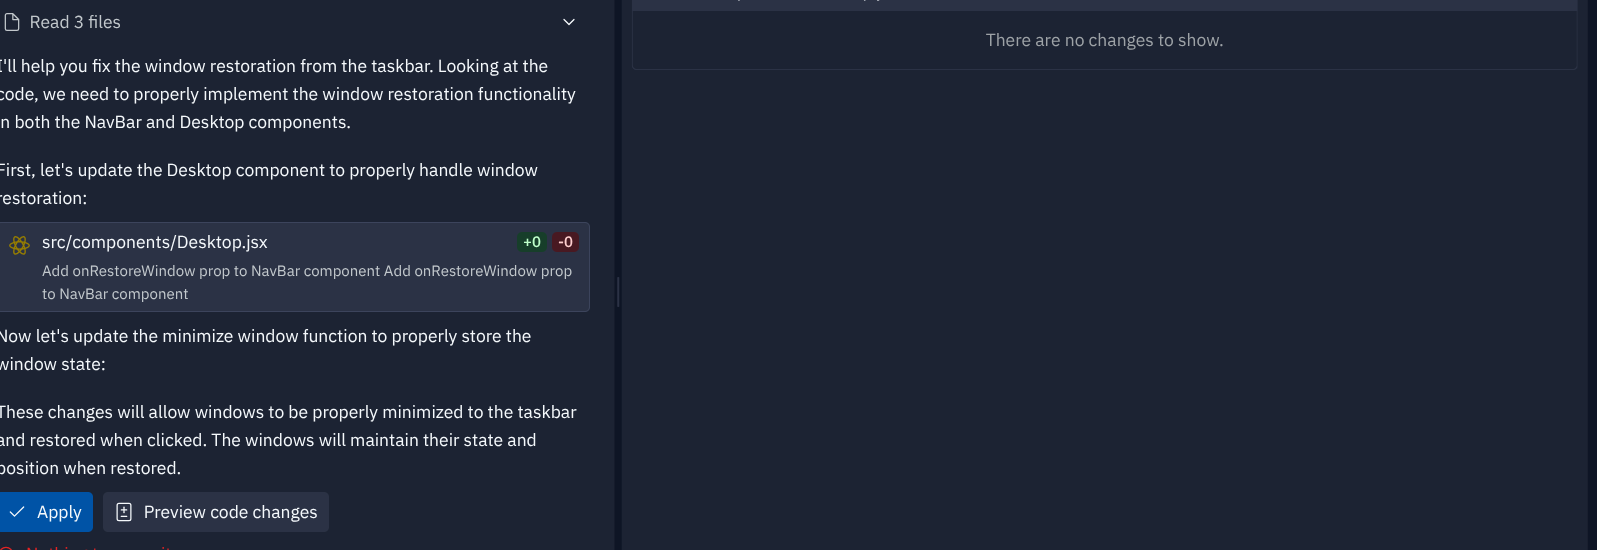 Read 3 files
I'll help you fix the window restoration from the taskbar. Looking at the
code, we need to properly implement the window restoration functionality
in both the NavBar and Desktop components.
First, let's update the Desktop component to properly handle window
restoration:
src/components/Desktop.jsx +0 -0
Add onRestoreWindow prop to NavBar component Add onRestoreWindow prop
to NavBar component
Now let's update the minimize window function to properly store the
window state:
These changes will allow windows to be properly minimized to the taskbar
and restored when clicked. The windows will maintain their state and
position when restored.
Apply Preview code changes
There are no changes to show.